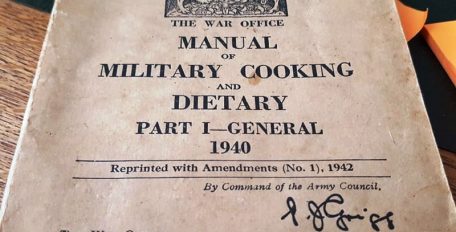 THE WAR OFFICE
MANUAL
OF
MILITARY COOKING
AND
DIETARY
PART I—GENERAL
1940
Reprinted with Amendments (No. 1), 1942
By Command of the Army Council,
P J Grigg